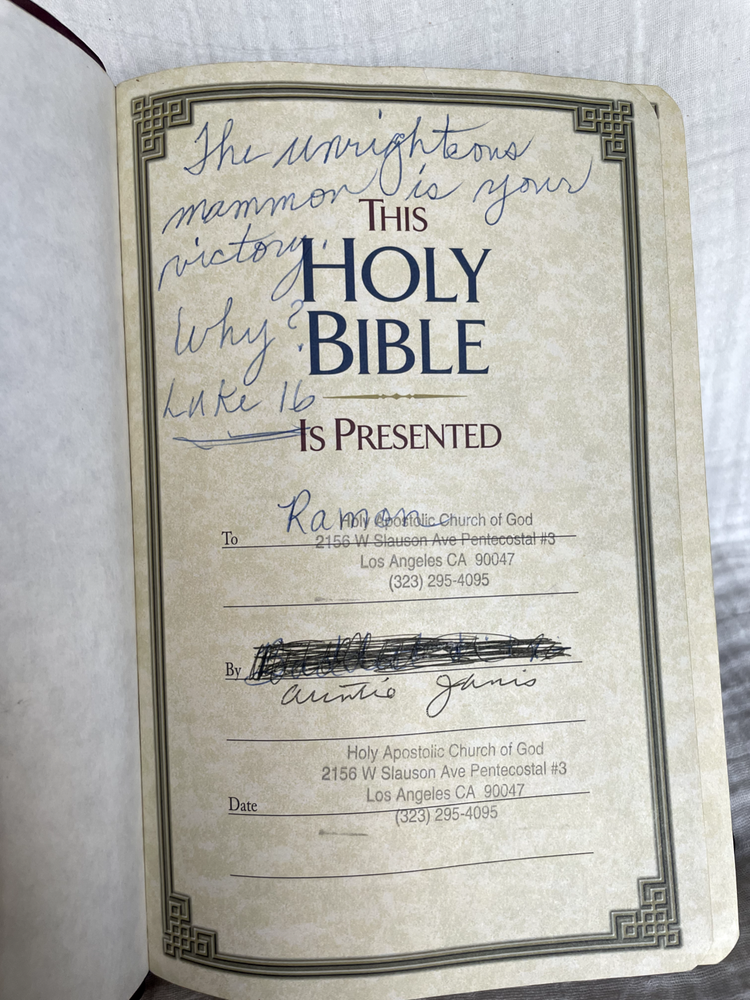 The unrighteous
mammon is your
victory.
Why?
Luke 16
THIS
HOLY
BIBLE
IS PRESENTED
To Ramon
Holy Apostolic Church of God
2156 W Slauson Ave Pentecostal #3
Los Angeles CA 90047
(323) 295-4095
By
auntie Janis
Holy Apostolic Church of God
2156 W Slauson Ave Pentecostal #3
Los Angeles CA 90047
Date
(323) 295-4095